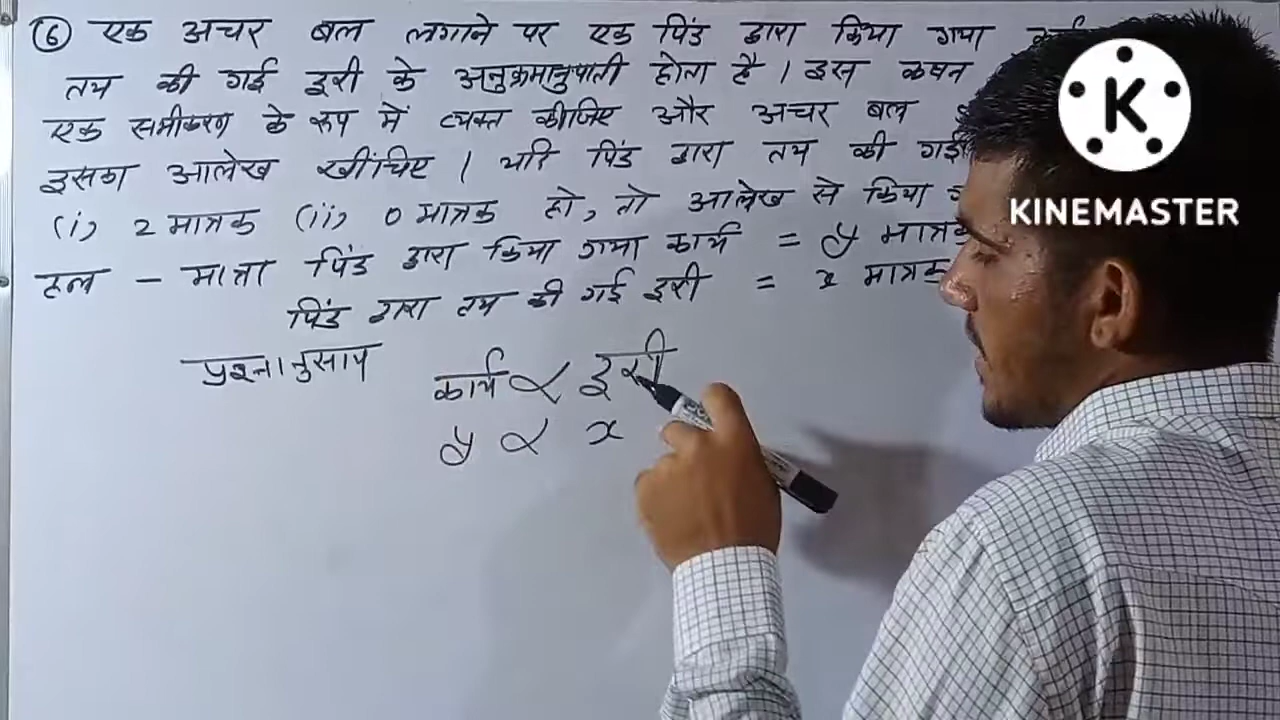 ⑥ एक अचर बल लगाने पर एक पिंड द्वारा किया गया
तय की गई दूरी के अनुक्रमानुपाती होता है। इस कथन
एक समीकरण के रूप में व्यक्त कीजिए और अचर बल
इसका आलेख खींचिए। यदि पिंड द्वारा तय की गई
(i) 2 मात्रक (ii) 0 मात्रक हो, तो आलेख से किया
हल - माना पिंड द्वारा किया गया कार्य = y मात्रक
पिंड द्वारा तय की गई दूरी = x मात्रक
प्रश्नानुसार
कार्य ∝ दूरी
y ∝ x
K
KINEMASTER